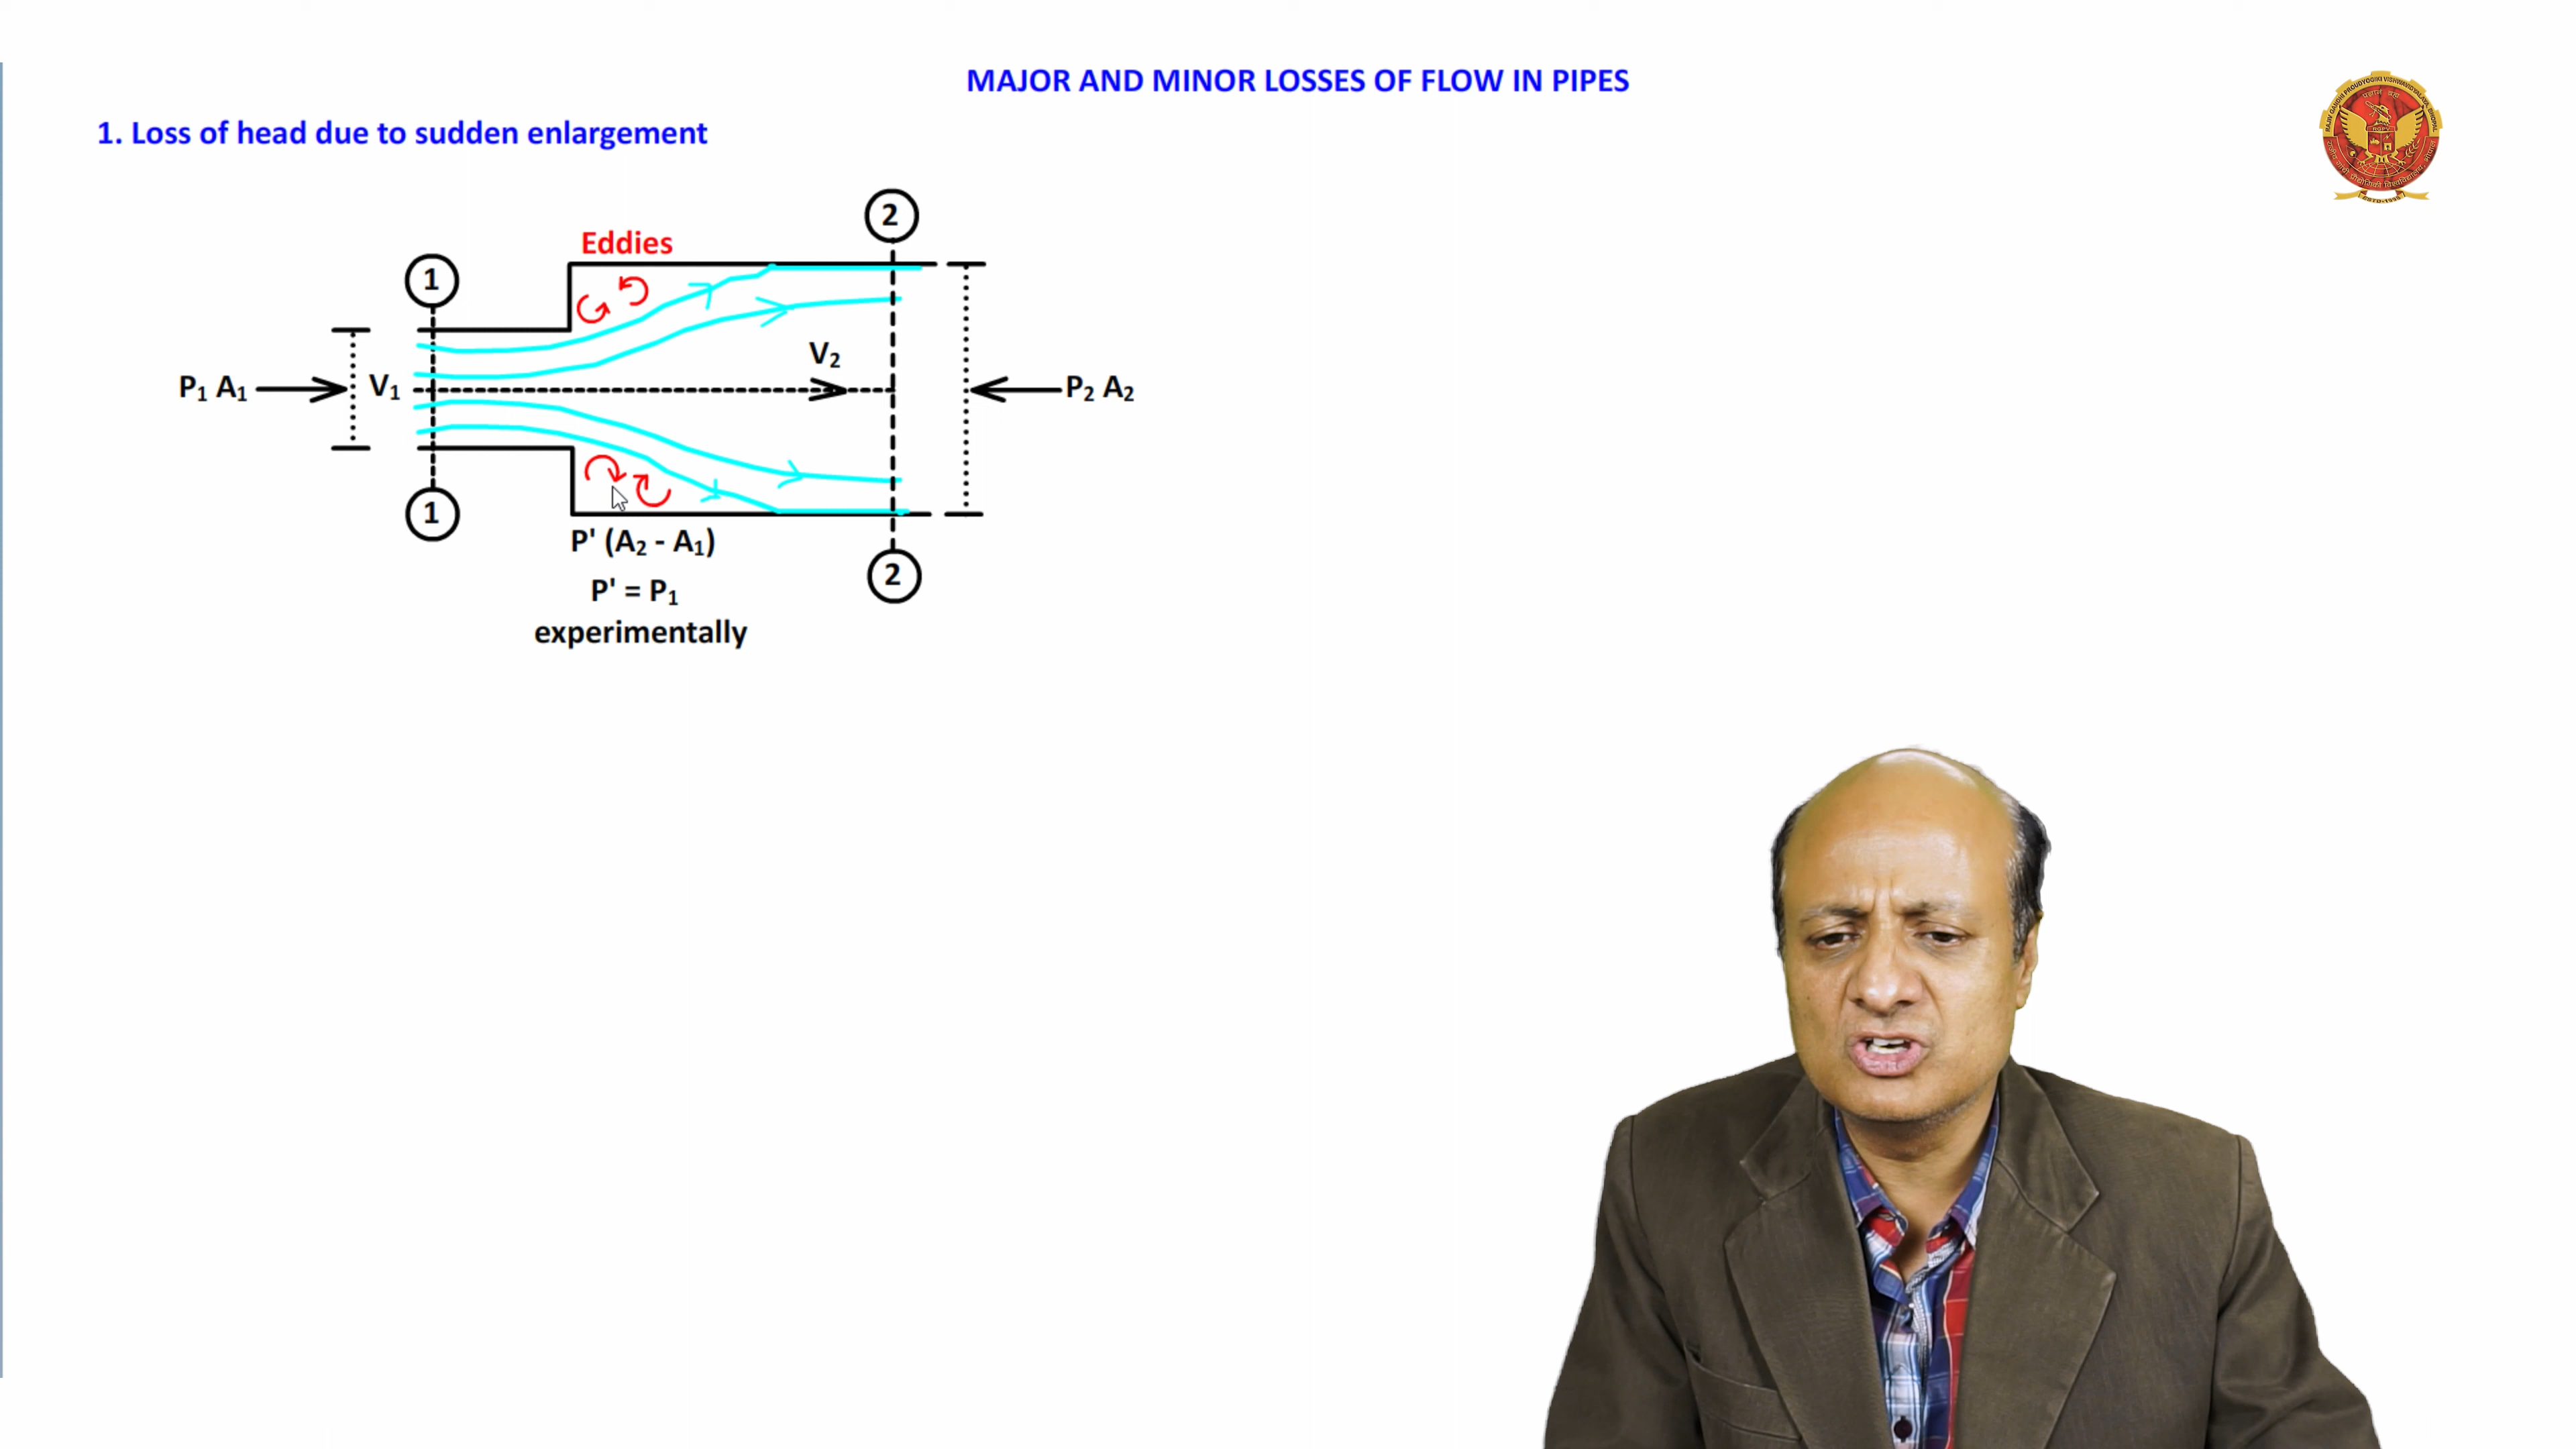 MAJOR AND MINOR LOSSES OF FLOW IN PIPES
1. Loss of head due to sudden enlargement
2
Eddies
1
V₂
P₁ A₁
V₁
P₂ A₂
1
P' (A₂ - A₁)
2
P' = P₁
experimentally